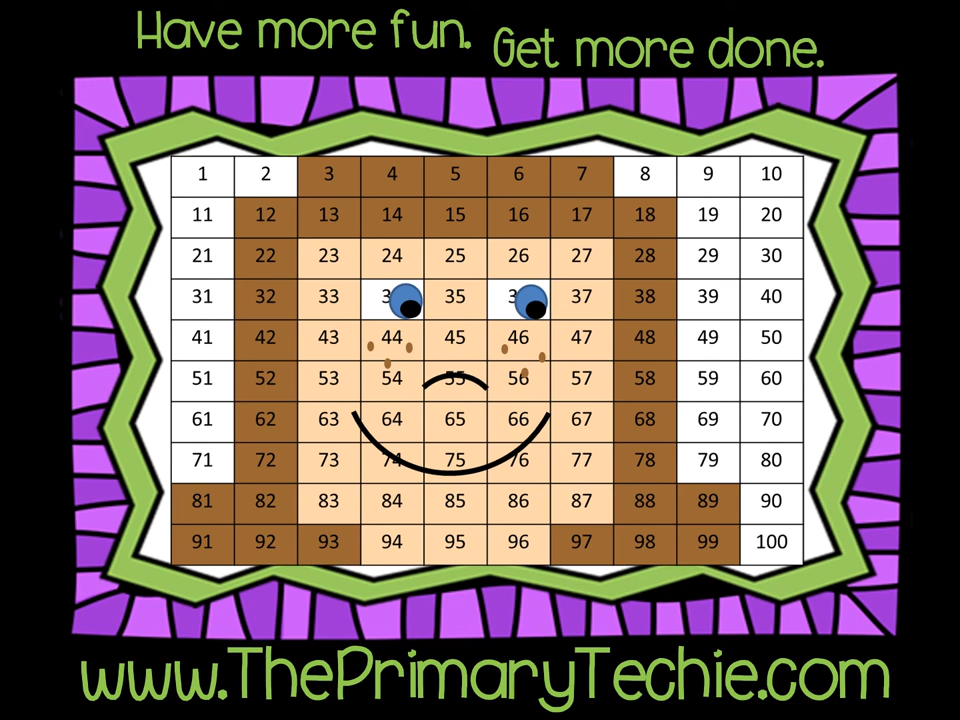 Have more fun. Get more done.
1 2 3 4 5 6 7 8 9 10
11 12 13 14 15 16 17 18 19 20
21 22 23 24 25 26 27 28 29 30
31 32 33 35 37 38 39 40
41 42 43 44 45 46 47 48 49 50
51 52 53 54 55 56 57 58 59 60
61 62 63 64 65 66 67 68 69 70
71 72 73 74 75 76 77 78 79 80
81 82 83 84 85 86 87 88 89 90
91 92 93 94 95 96 97 98 99 100
www.ThePrimaryTechie.com